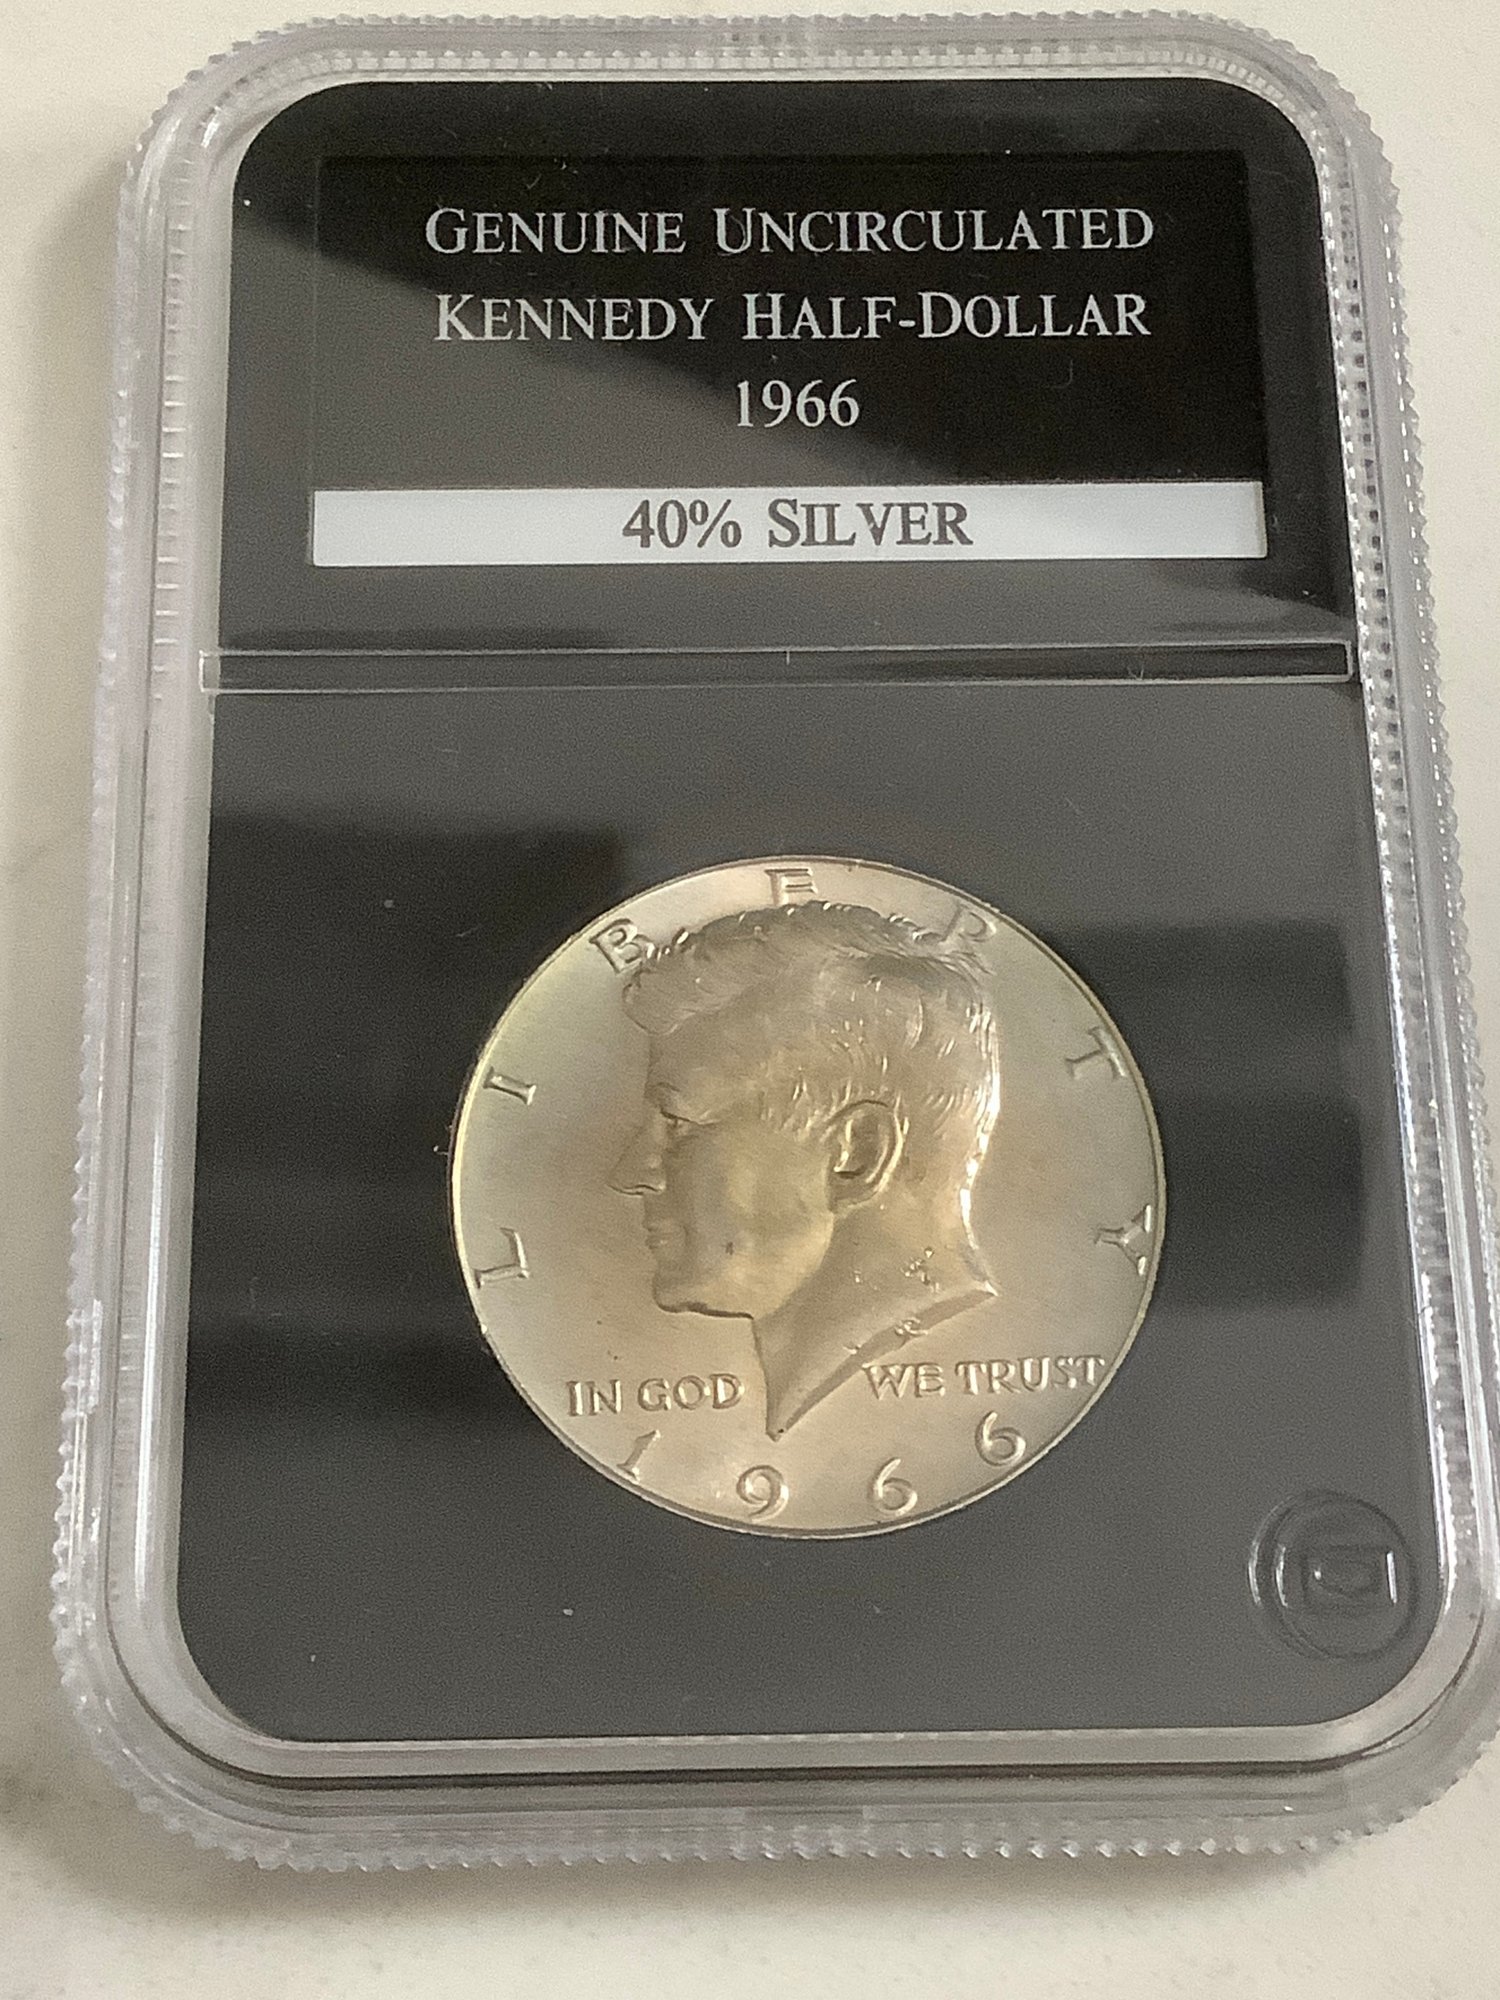 GENUINE UNCIRCULATED
KENNEDY HALF-DOLLAR
1966
40% SILVER
LIBERTY
IN GOD WE TRUST
1966